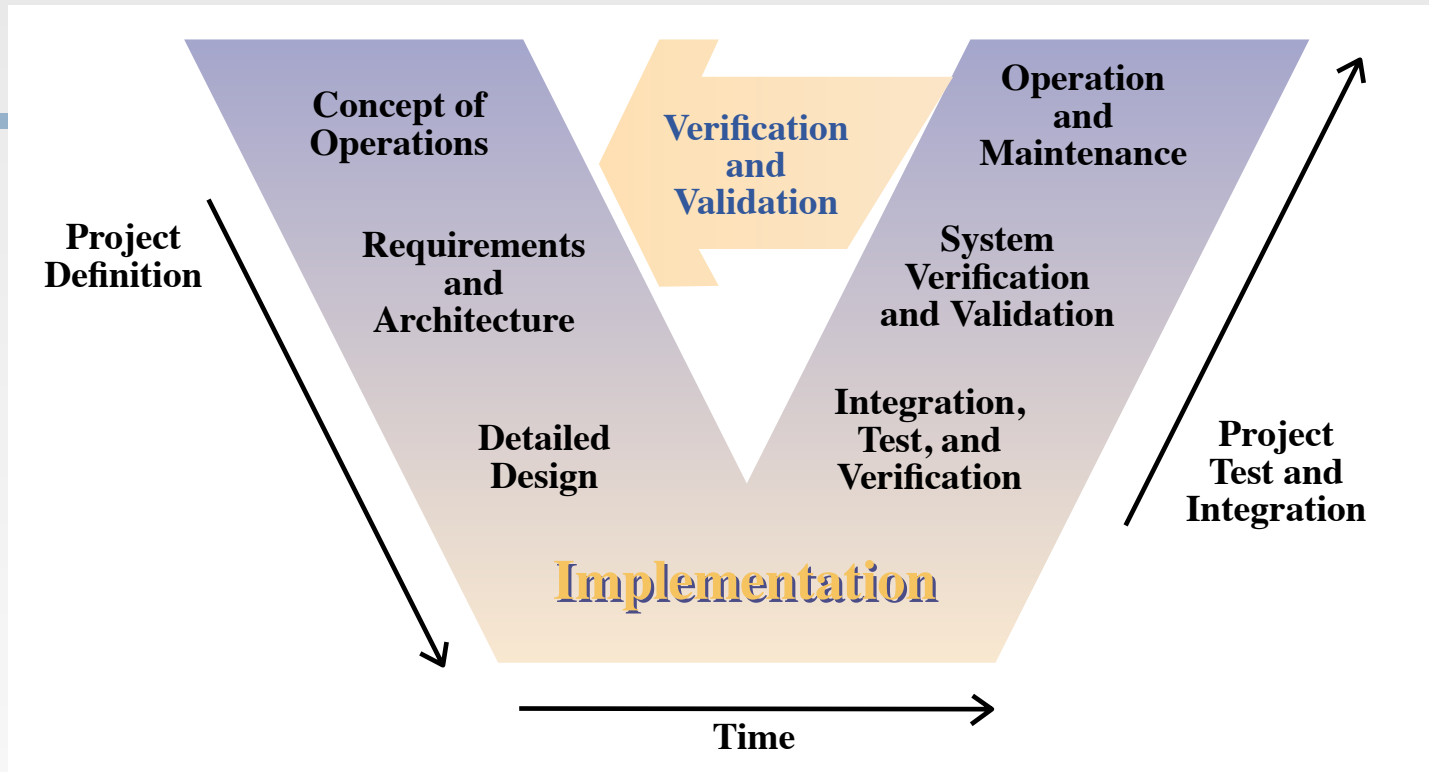 Concept of
Operations
Verification
and
Validation
Operation
and
Maintenance
Project
Definition
Requirements
and
Architecture
System
Verification
and Validation
Detailed
Design
Integration,
Test, and
Verification
Project
Test and
Integration
Implementation
Time